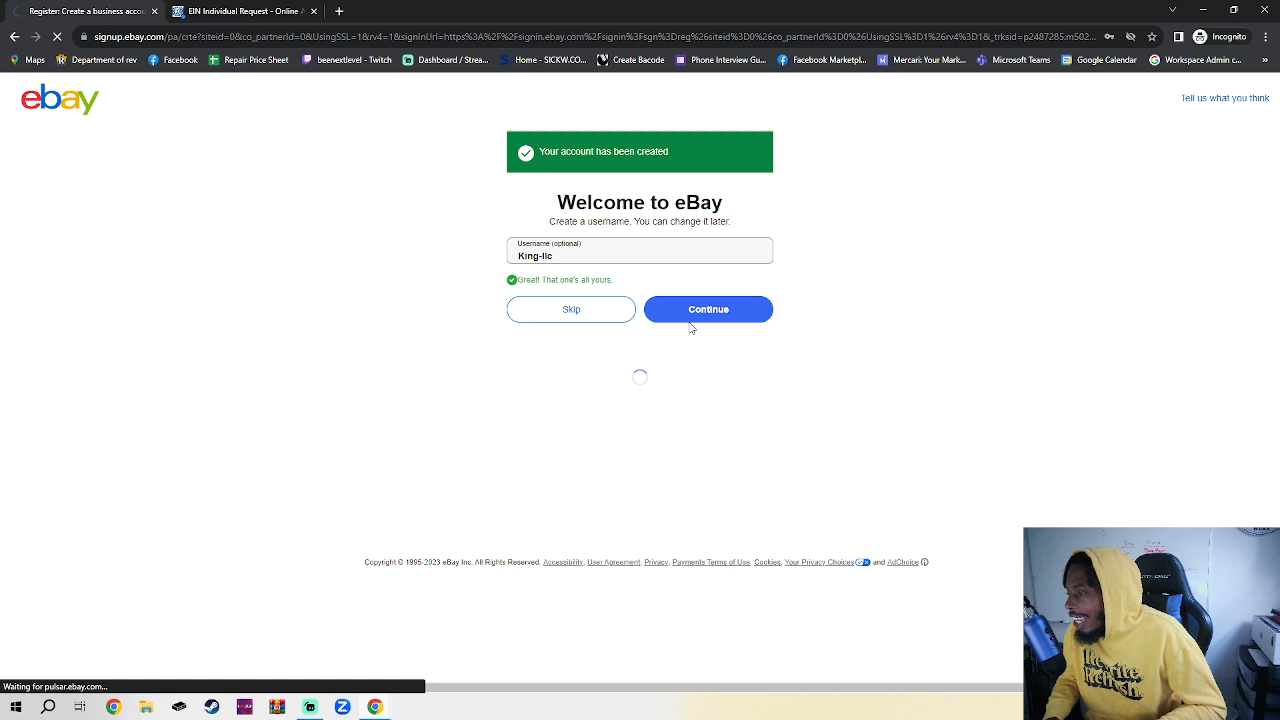 Register: Create a business accou
EIN Individual Request - Online A
signup.ebay.com/pa/crte?siteid=0&co_partnerId=0&UsingSSL=1&rv4=1&signInUrl=https%3A%2F%2Fsignin.ebay.com%2Fsignin%3Fsgn%3Dreg%26siteid%3D0%26co_partnerId%3D0%26UsingSSL%3D1%26rv4%3D1&_trksid=p2487285.m502...
Incognito
Maps
Department of rev
Facebook
Repair Price Sheet
beenextlevel - Twitch
Dashboard / Strea...
Home - SICKW.CO...
Create Barcode
Phone Interview Gu...
Facebook Marketpl...
Mercari: Your Mark...
Microsoft Teams
Google Calendar
Workspace Admin c...
»
ebay
Tell us what you think
Your account has been created
Welcome to eBay
Create a username. You can change it later.
Username (optional)
King-llc
Great! That one's all yours.
Skip
Continue
Copyright © 1995-2023 eBay Inc. All Rights Reserved. Accessibility, User Agreement, Privacy, Payments Terms of Use, Cookies, Your Privacy Choices and AdChoice
Waiting for pulsar.ebay.com...